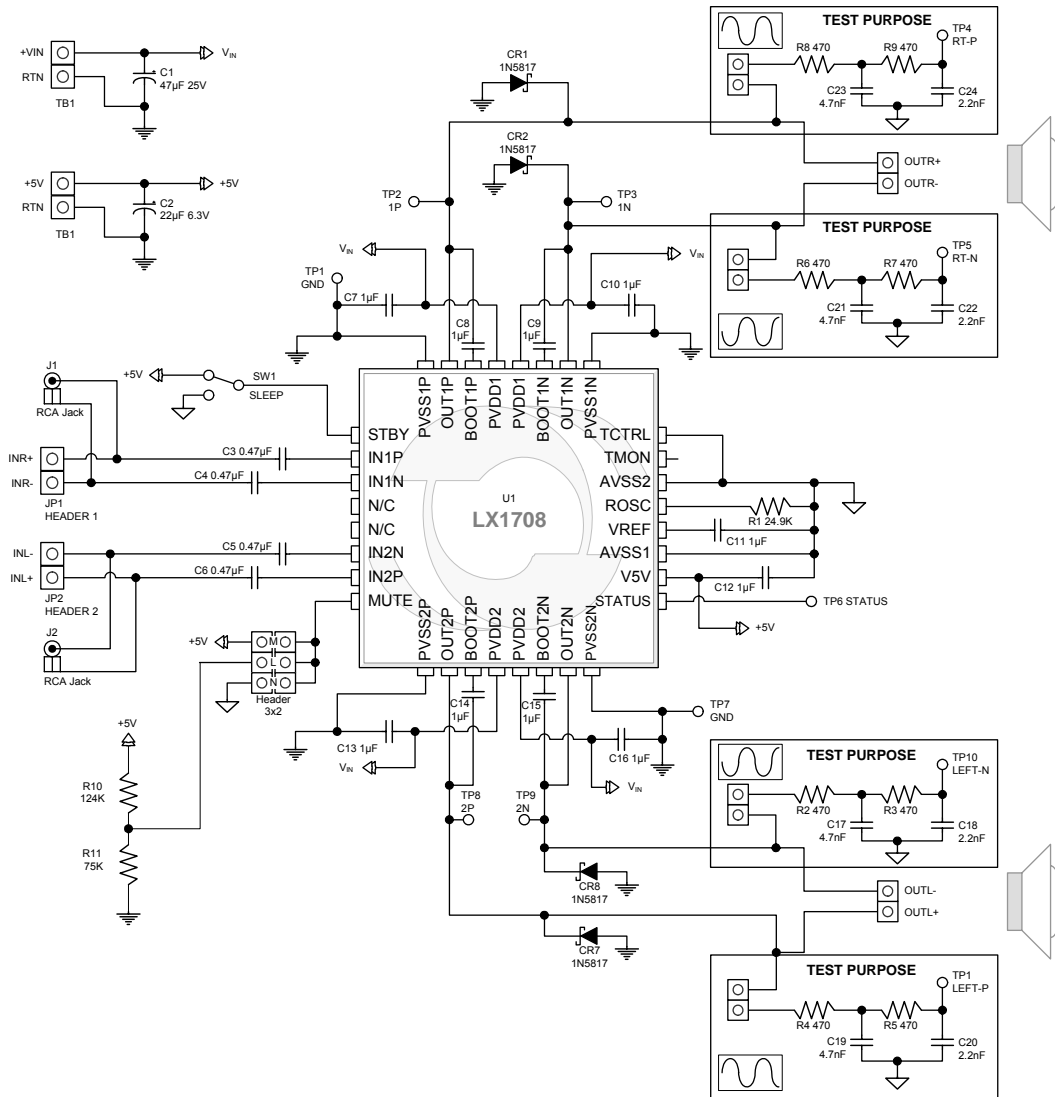 +VIN
RTN
TB1
V_IN
C1
47µF 25V
+5V
RTN
TB1
+5V
C2
22µF 6.3V
CR1
1N5817
CR2
1N5817
TP2
1P
TP3
1N
V_IN
V_IN
TP1
GND
C7 1µF
C8
1µF
C9
1µF
C10 1µF
TEST PURPOSE
R8 470
R9 470
TP4
RT-P
C23
4.7nF
C24
2.2nF
OUTR+
OUTR-
TEST PURPOSE
R6 470
R7 470
TP5
RT-N
C21
4.7nF
C22
2.2nF
J1
RCA Jack
+5V
SW1
SLEEP
INR+
INR-
JP1
HEADER 1
C3 0.47µF
C4 0.47µF
INL-
INL+
JP2
HEADER 2
C5 0.47µF
C6 0.47µF
J2
RCA Jack
PVSS1P
OUT1P
BOOT1P
PVDD1
PVDD1
BOOT1N
OUT1N
PVSS1N
STBY
IN1P
IN1N
N/C
N/C
IN2N
IN2P
MUTE
U1
LX1708
TCTRL
TMON
AVSS2
ROSC
VREF
AVSS1
V5V
STATUS
PVSS2P
OUT2P
BOOT2P
PVDD2
PVDD2
BOOT2N
OUT2N
PVSS2N
R1 24.9K
C11 1µF
C12 1µF
TP6 STATUS
+5V
+5V
M
L
N
Header
3x2
+5V
R10
124K
R11
75K
C13 1µF
V_IN
C14
1µF
C15
1µF
C16 1µF
TP7
GND
V_IN
TP8
2P
TP9
2N
CR8
1N5817
CR7
1N5817
TEST PURPOSE
R2 470
R3 470
TP10
LEFT-N
C17
4.7nF
C18
2.2nF
OUTL-
OUTL+
TEST PURPOSE
R4 470
R5 470
TP1
LEFT-P
C19
4.7nF
C20
2.2nF